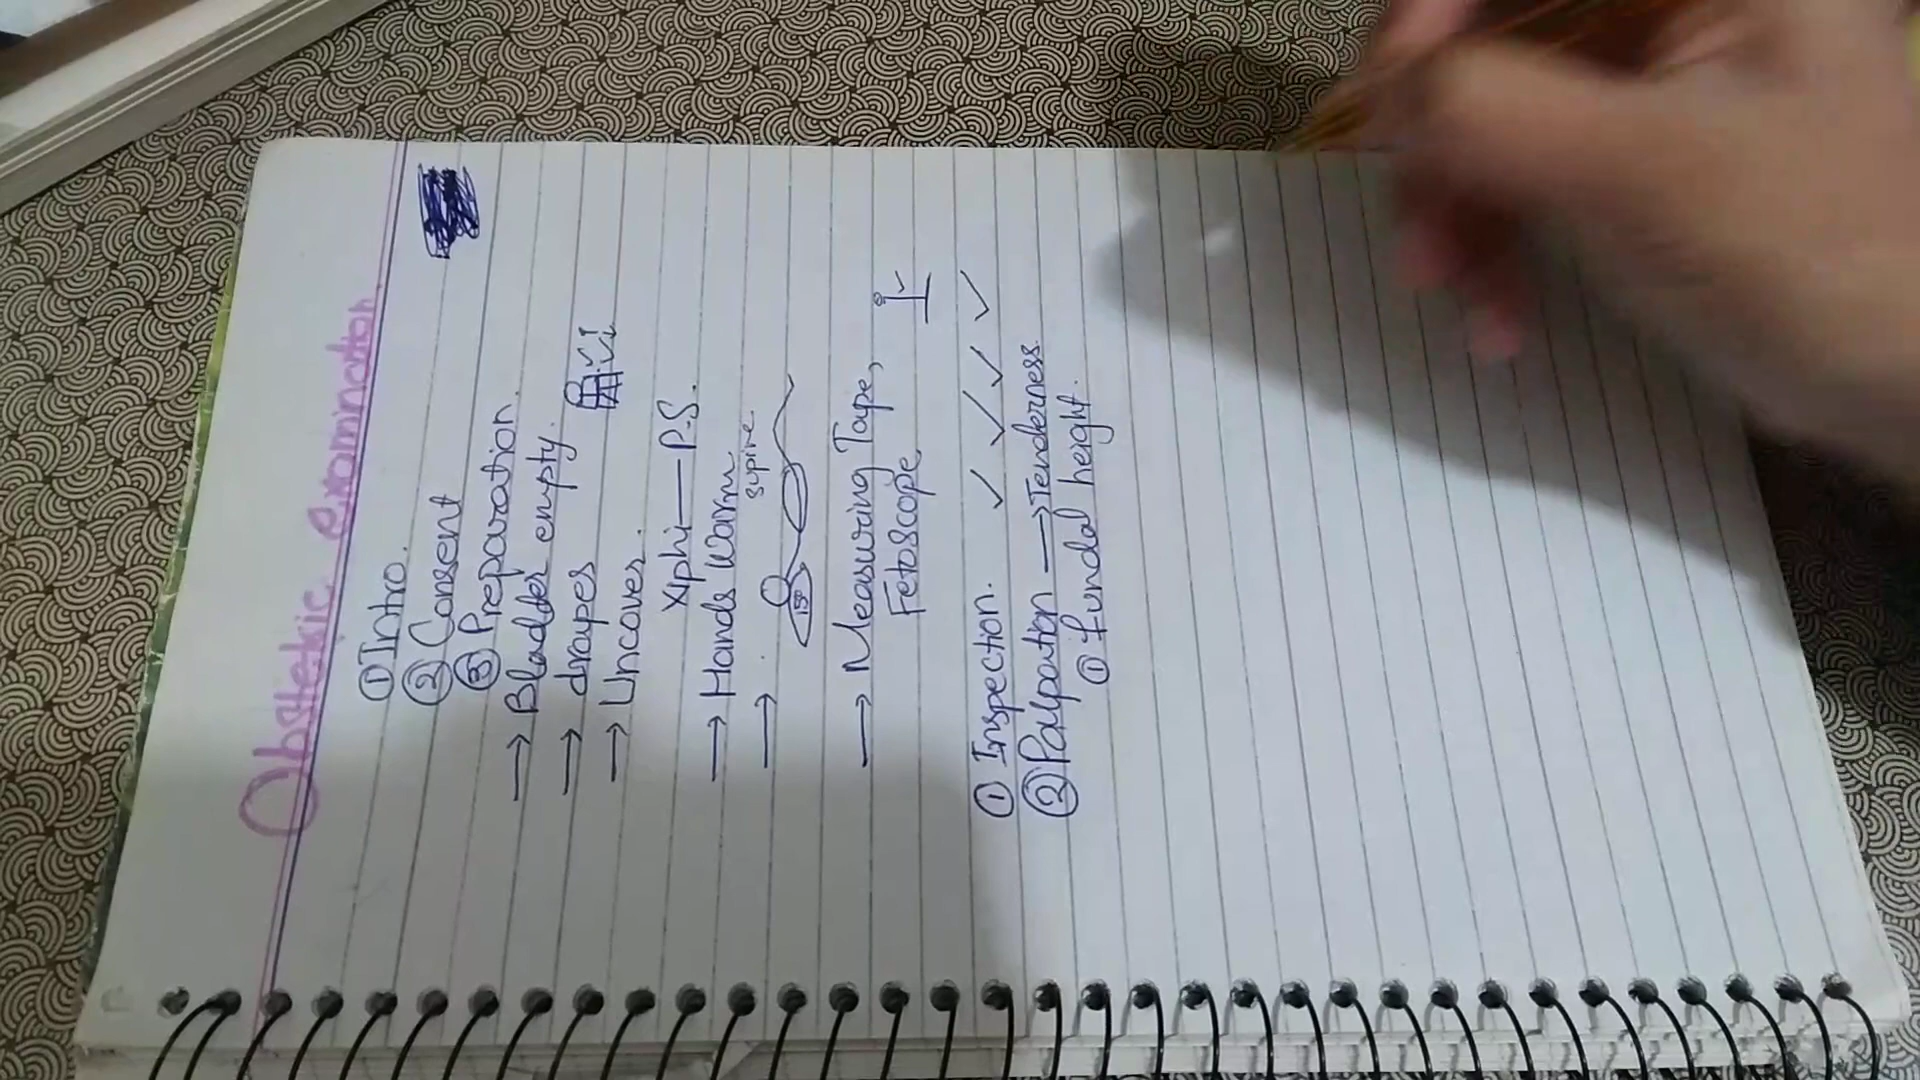 Obstetric examination.
① Intro.
② Consent
③ Preparation.
→ Bladder empty.
→ drapes
→ Uncover.
Xiphi — P.S.
→ Hands Warm.
→ supine
15°
→ Measuring Tape,
Fetoscope
① Inspection. ✓ ✓ ✓ ✓
② Palpation → Tenderness.
① Fundal height.